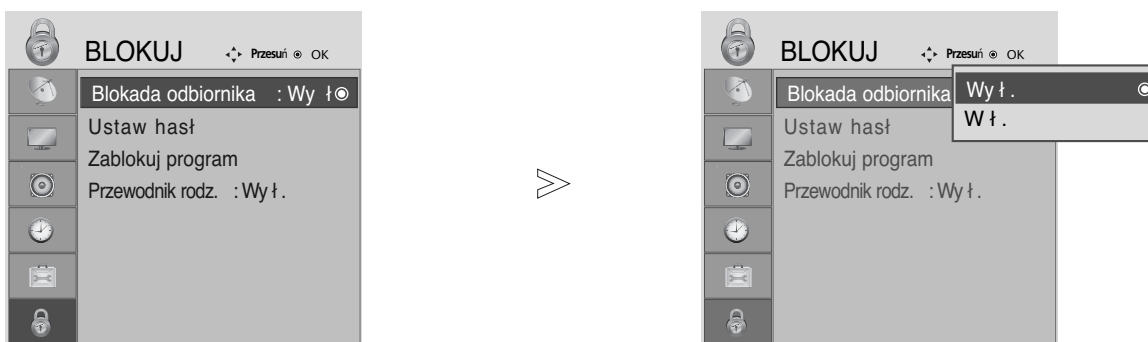 BLOKUJ Przesuń OK
Blokada odbiornika : Wy ł
Ustaw hasł
Zablokuj program
Przewodnik rodz. : Wy ł .
BLOKUJ Przesuń OK
Blokada odbiornika
Wy ł .
W ł .
Ustaw hasł
Zablokuj program
Przewodnik rodz. : Wy ł .